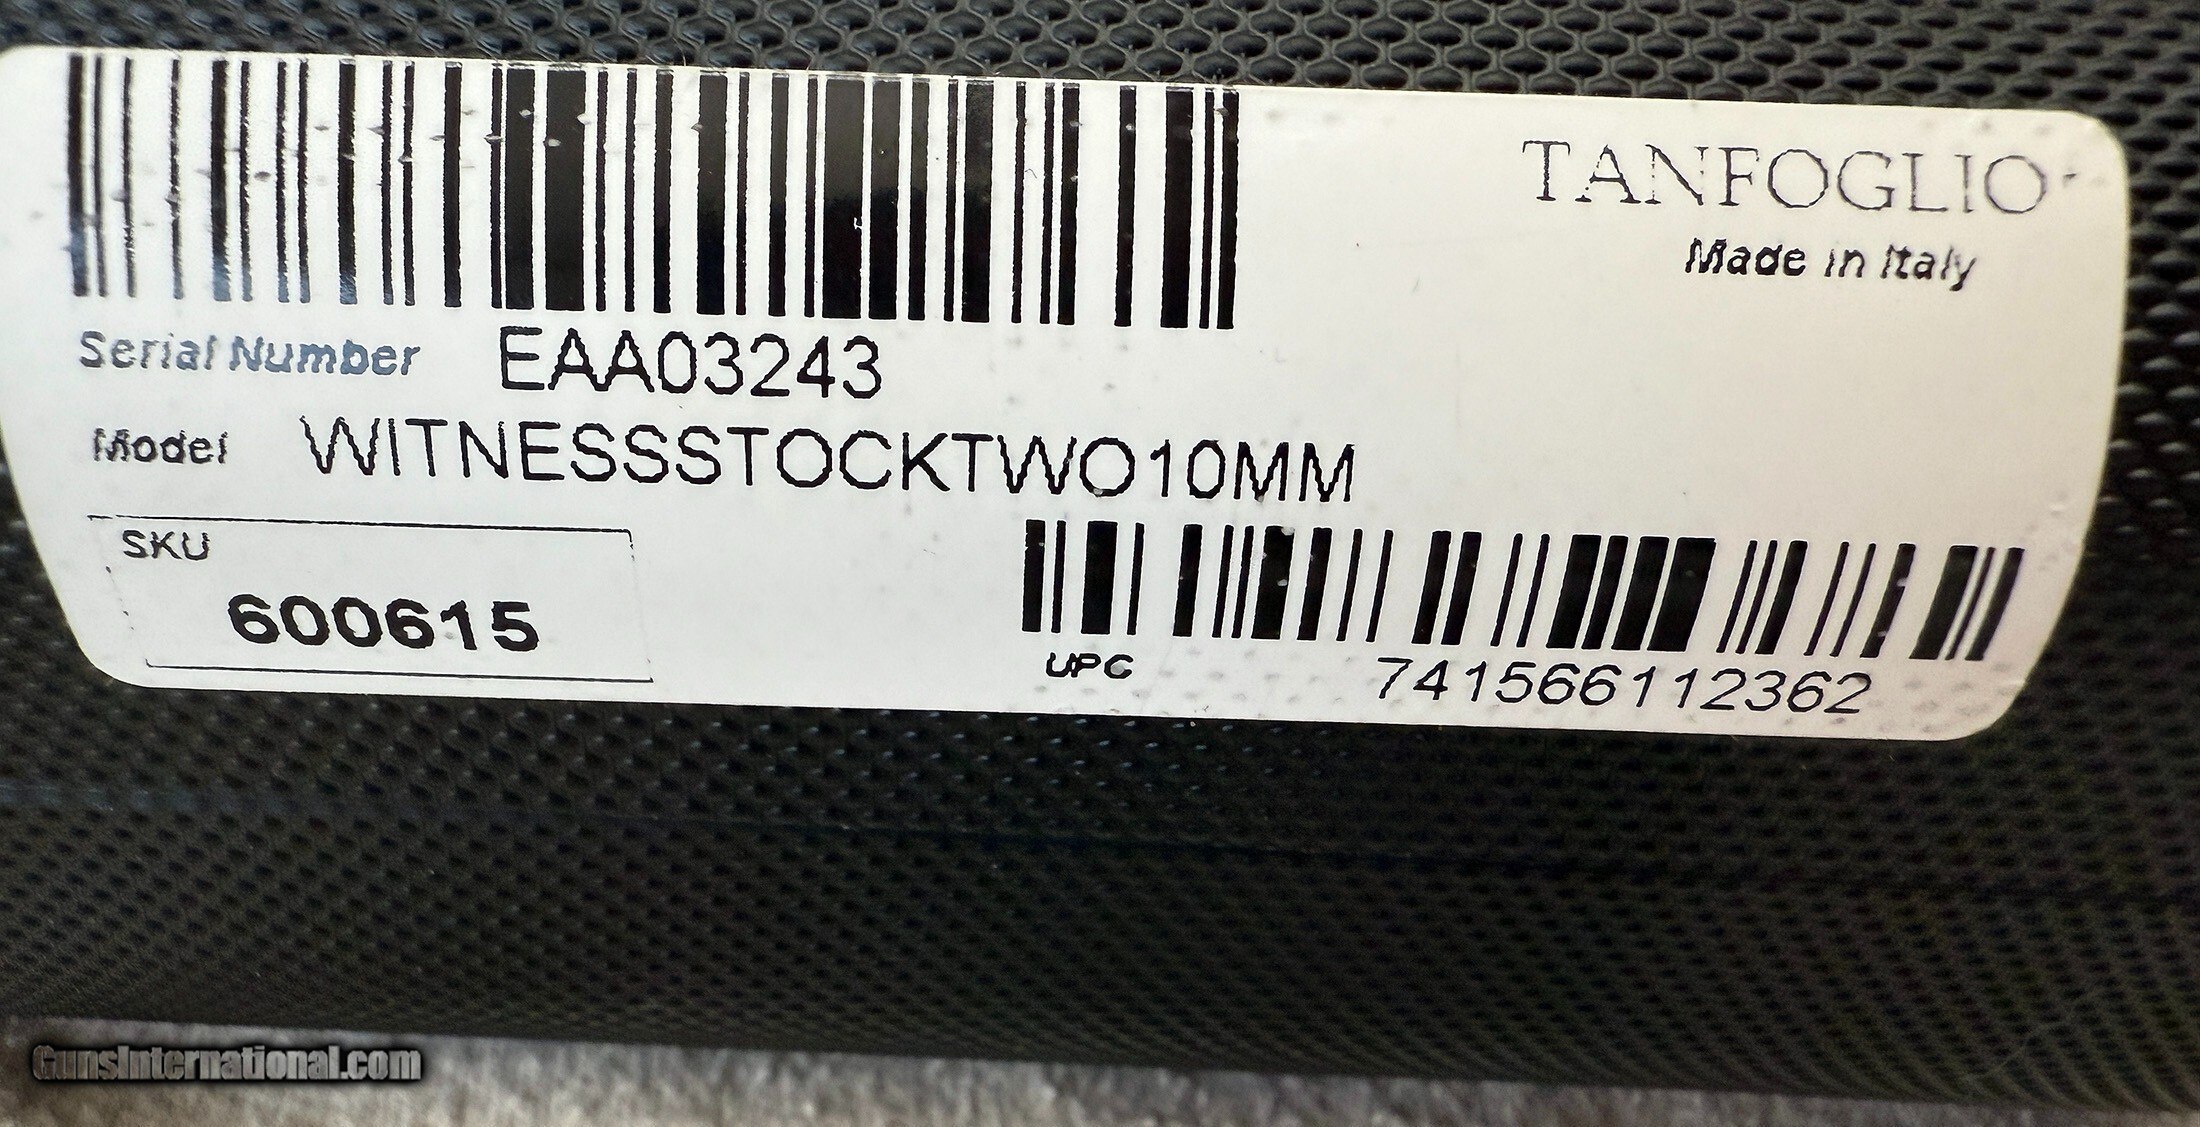 TANFOGLIO
Made in Italy
Serial Number EAA03243
Model WITNESSSTOCKTWO10MM
SKU
600615
UPC 741566112362
GunsInternational.com